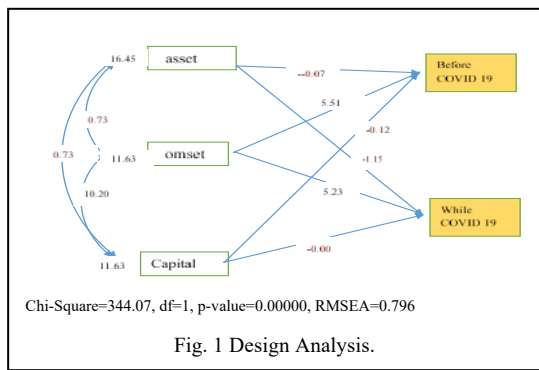 16.45
asset
--0.07
Before
COVID 19
5.51
0.73
-0.12
0.73
11.63
omset
10.20
-1.15
5.23
While
COVID 19
11.63
Capital
-0.00
Chi-Square=344.07, df=1, p-value=0.00000, RMSEA=0.796
Fig. 1 Design Analysis.